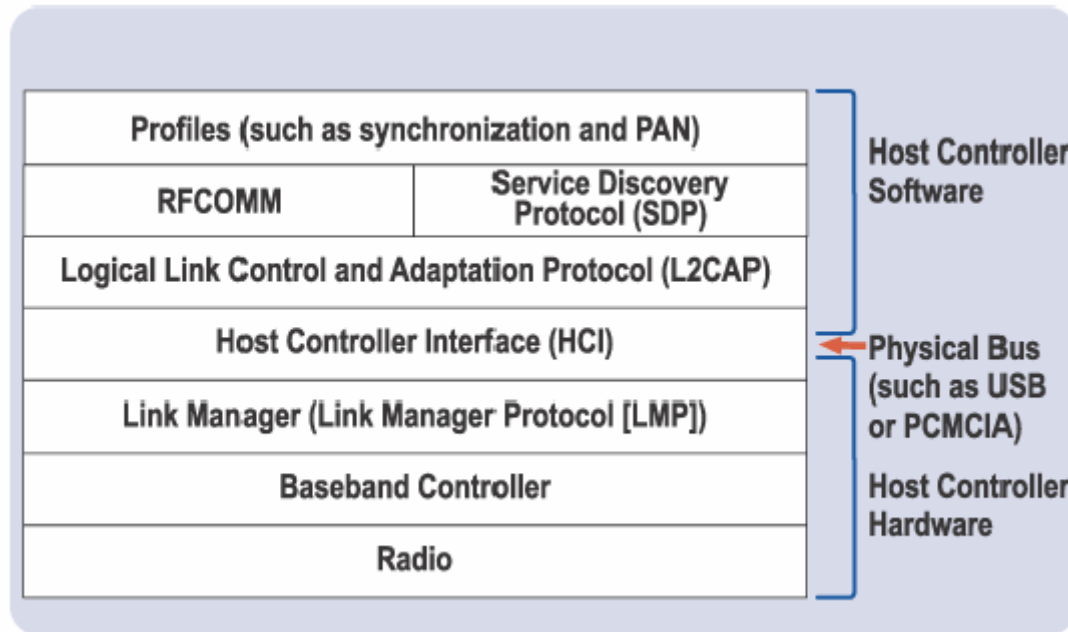 Profiles (such as synchronization and PAN)
RFCOMM
Service Discovery
Protocol (SDP)
Logical Link Control and Adaptation Protocol (L2CAP)
Host Controller Interface (HCI)
Link Manager (Link Manager Protocol [LMP])
Baseband Controller
Radio
Host Controller
Software
Physical Bus
(such as USB
or PCMCIA)
Host Controller
Hardware